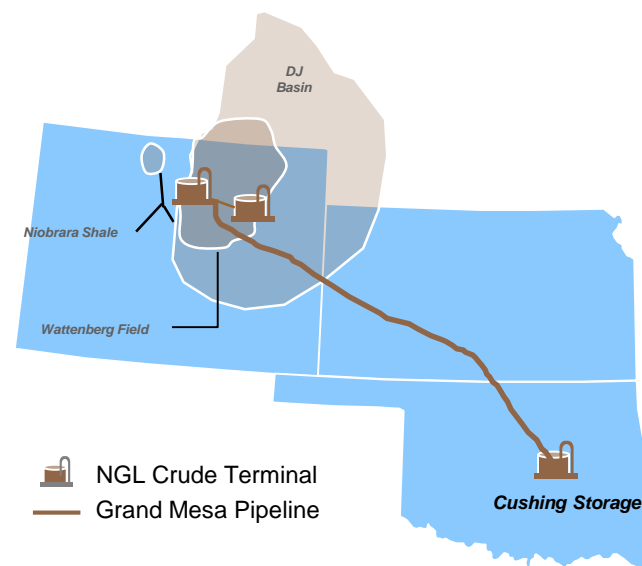 DJ
Basin
Niobrara Shale
Wattenberg Field
NGL Crude Terminal
Grand Mesa Pipeline
Cushing Storage